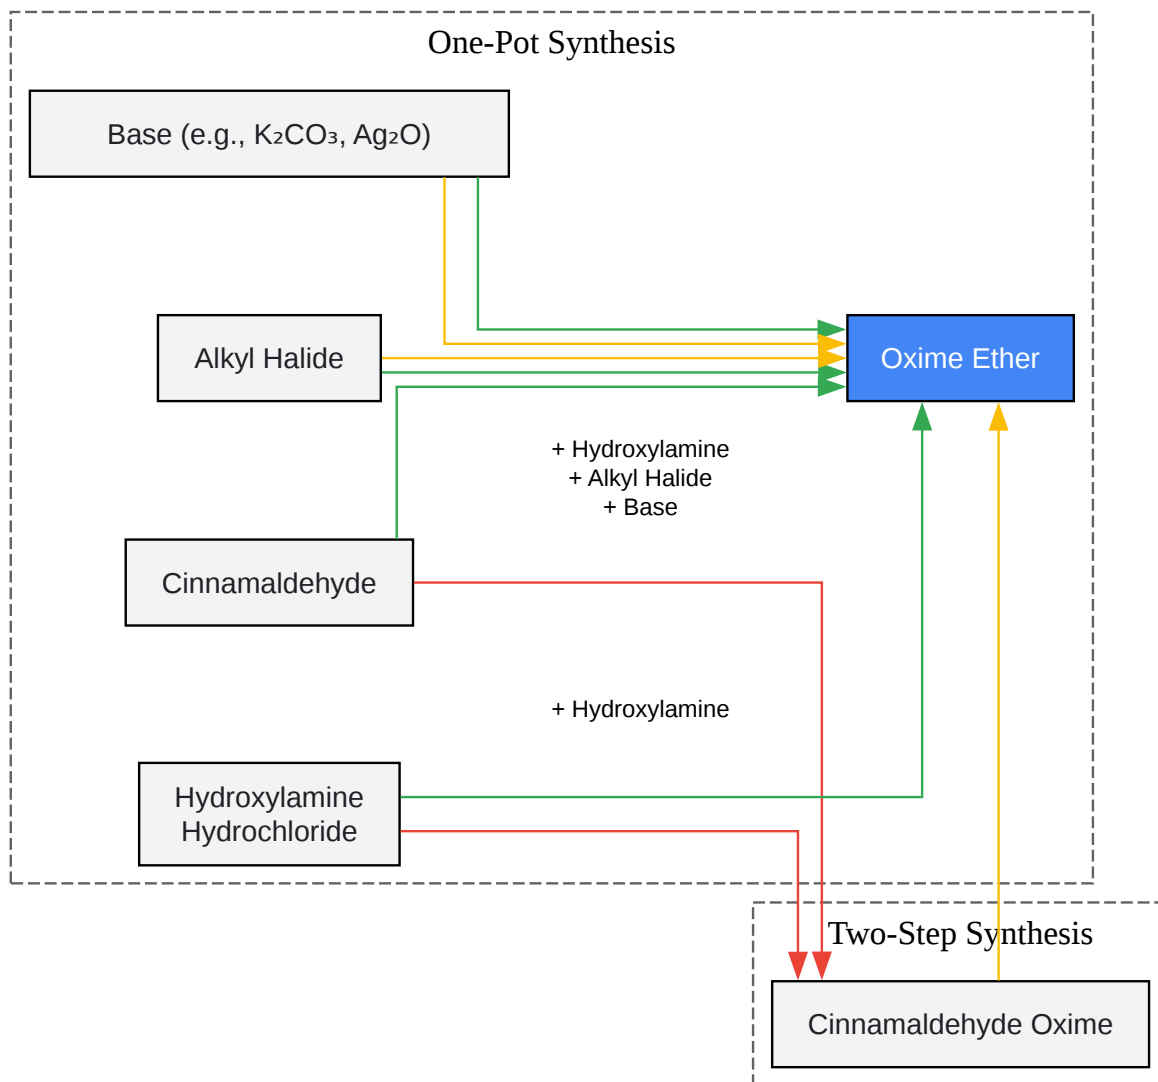 One-Pot Synthesis
Base (e.g., K₂CO₃, Ag₂O)
Alkyl Halide
Oxime Ether
+ Hydroxylamine
+ Alkyl Halide
+ Base
Cinnamaldehyde
+ Hydroxylamine
Hydroxylamine
Hydrochloride
Two-Step Synthesis
Cinnamaldehyde Oxime